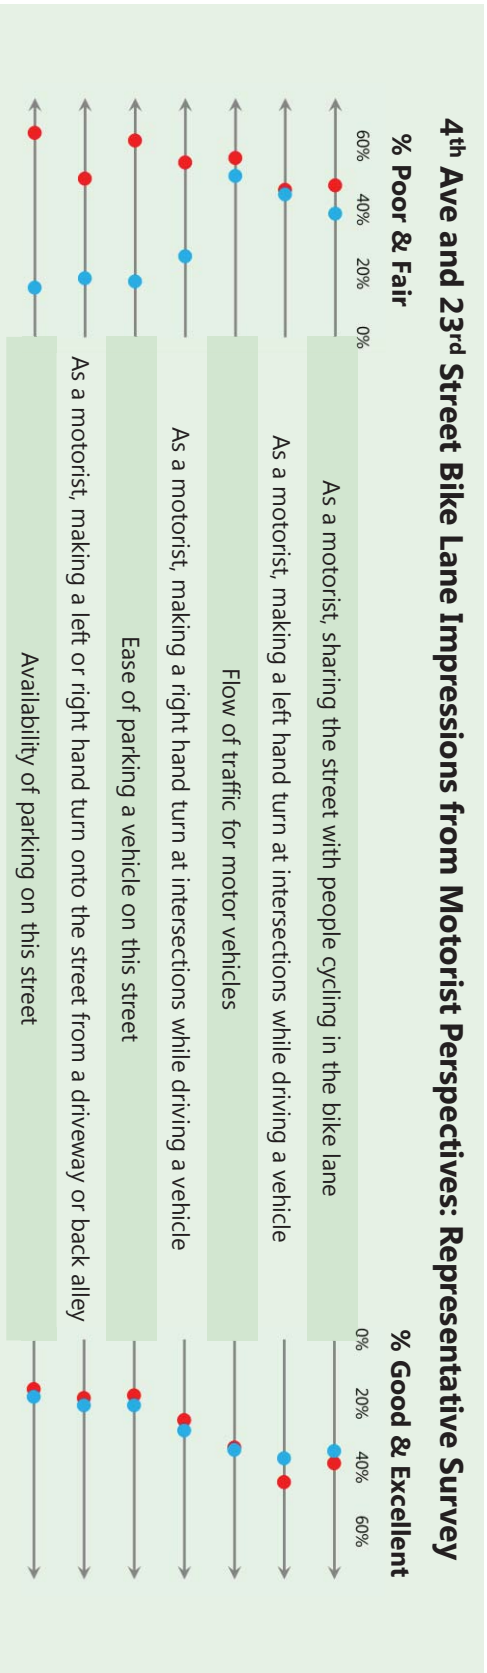 4th Ave and 23rd Street Bike Lane Impressions from Motorist Perspectives: Representative Survey
% Poor & Fair
% Good & Excellent
60% 40% 20% 0%
0% 20% 40% 60%
As a motorist, sharing the street with people cycling in the bike lane
As a motorist, making a left hand turn at intersections while driving a vehicle
Flow of traffic for motor vehicles
As a motorist, making a right hand turn at intersections while driving a vehicle
Ease of parking a vehicle on this street
As a motorist, making a left or right hand turn onto the street from a driveway or back alley
Availability of parking on this street